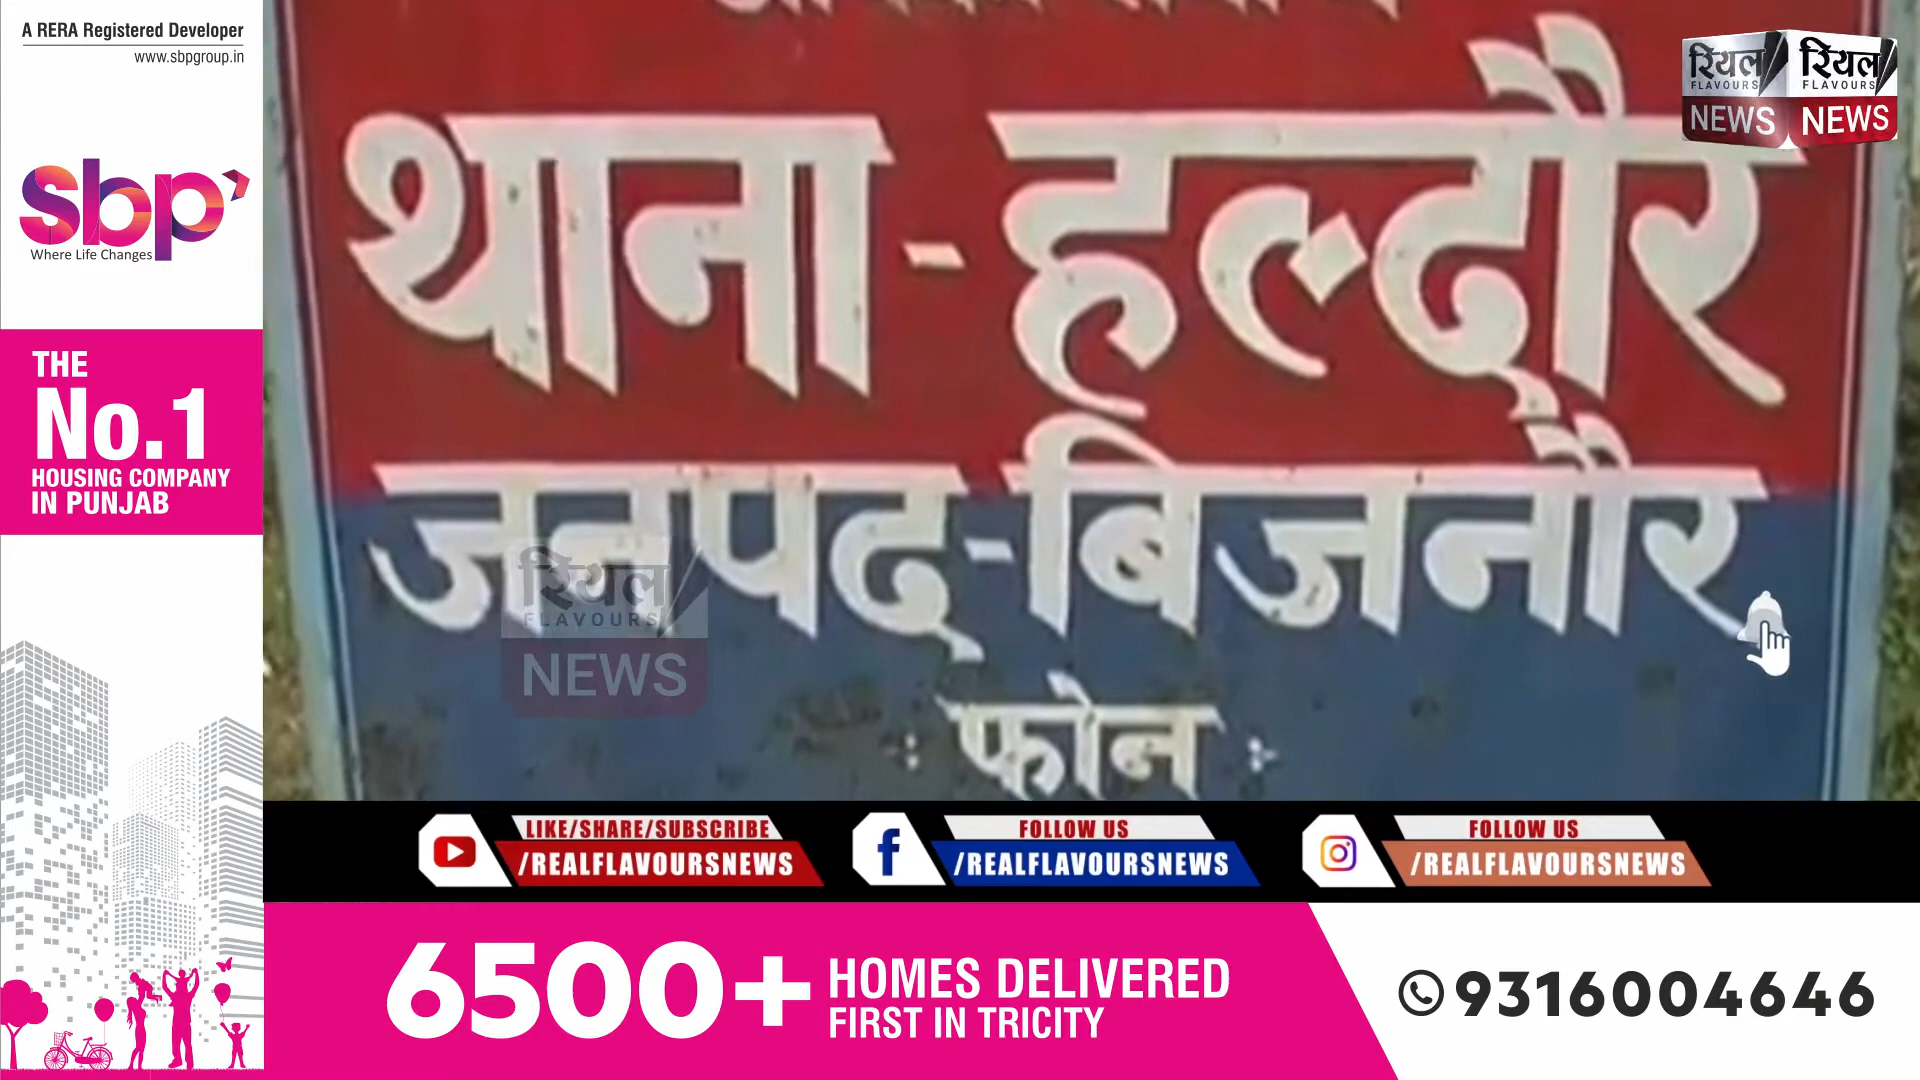 A RERA Registered Developer
www.sbpgroup.in
sbp
Where Life Changes
THE
No.1
HOUSING COMPANY
IN PUNJAB
थाना - हल्दौर
जनपद - बिजनौर
: फोन :
रियल
FLAVOURS
NEWS
रियल
FLAVOURS
NEWS
रियल
FLAVOURS
NEWS
LIKE/SHARE/SUBSCRIBE
/REALFLAVOURSNEWS
FOLLOW US
/REALFLAVOURSNEWS
FOLLOW US
/REALFLAVOURSNEWS
6500+ HOMES DELIVERED
FIRST IN TRICITY
9316004646